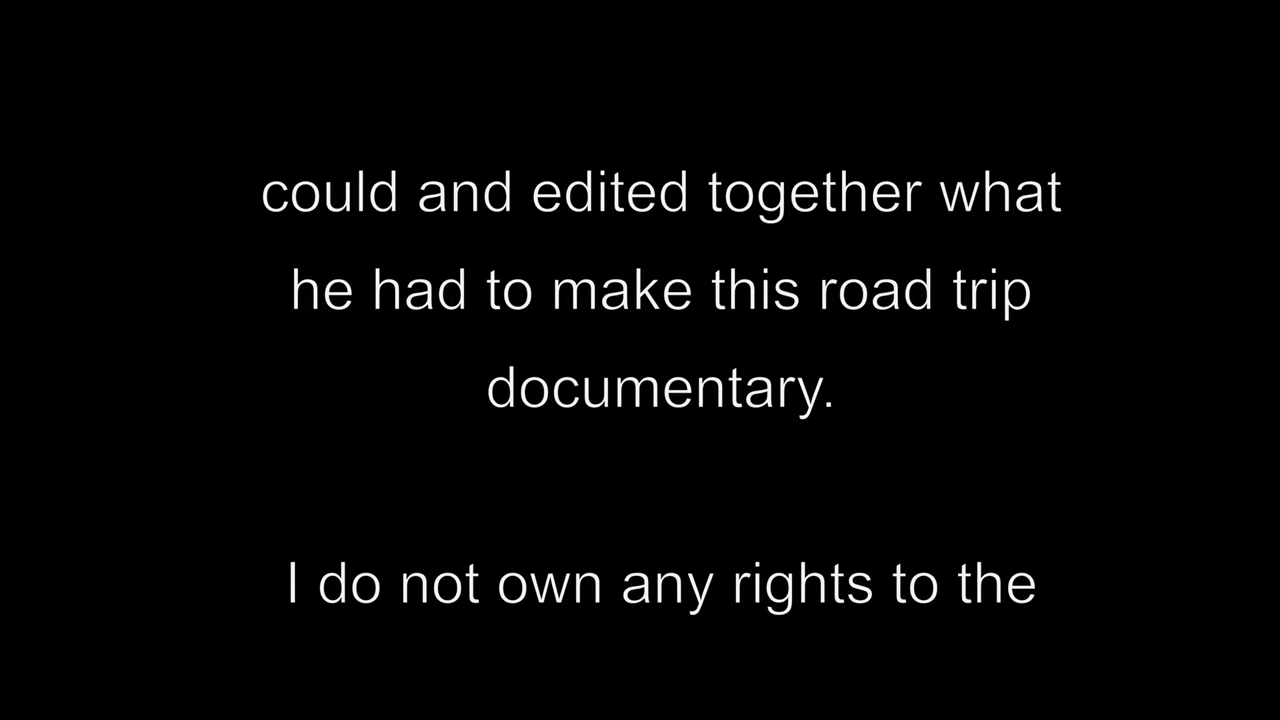 could and edited together what
he had to make this road trip
documentary.
I do not own any rights to the